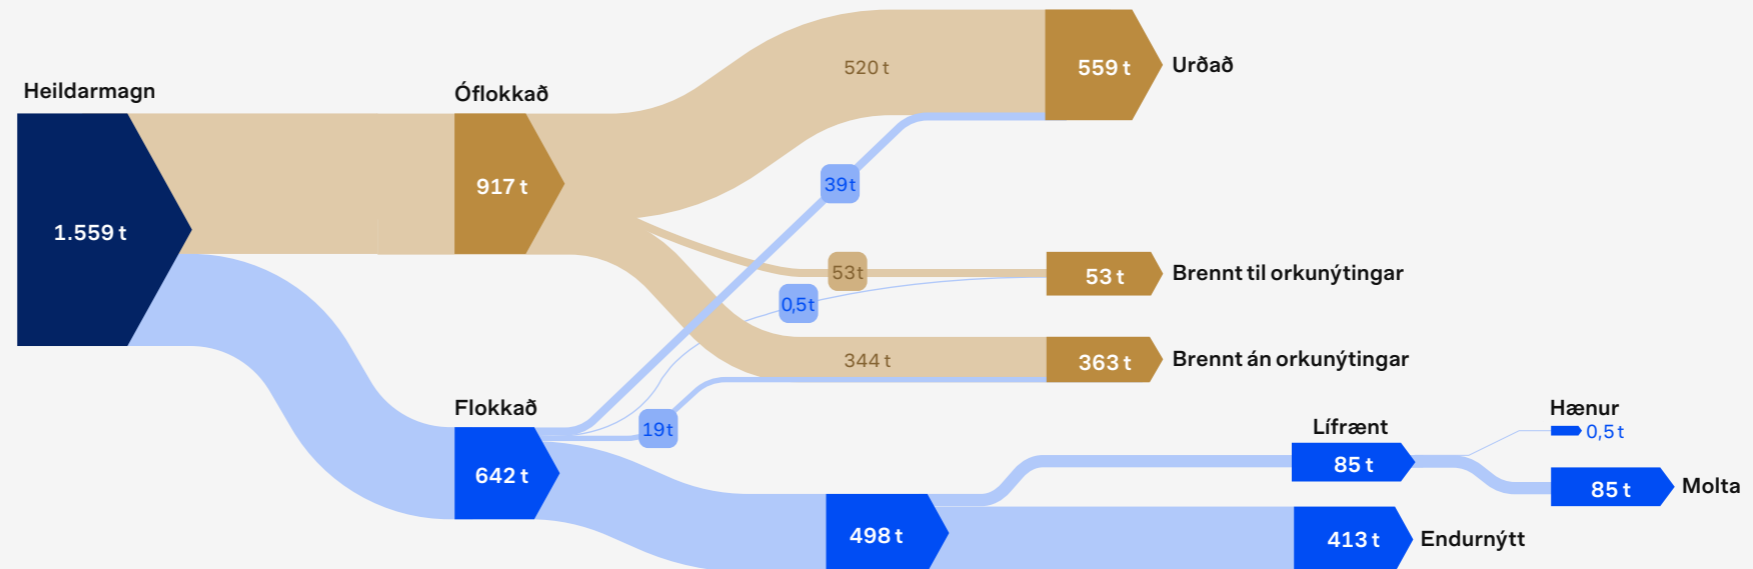 Heildarmagn
1.559 t
Óflokkað
917 t
520 t
559 t
Urðað
39t
53t
53 t
Brennt til orkunýtingar
0,5t
344 t
363 t
Brennt án orkunýtingar
Flokkað
642 t
19t
Hænur
0,5 t
Lífrænt
85 t
85 t
Molta
498 t
413 t
Endurnýtt